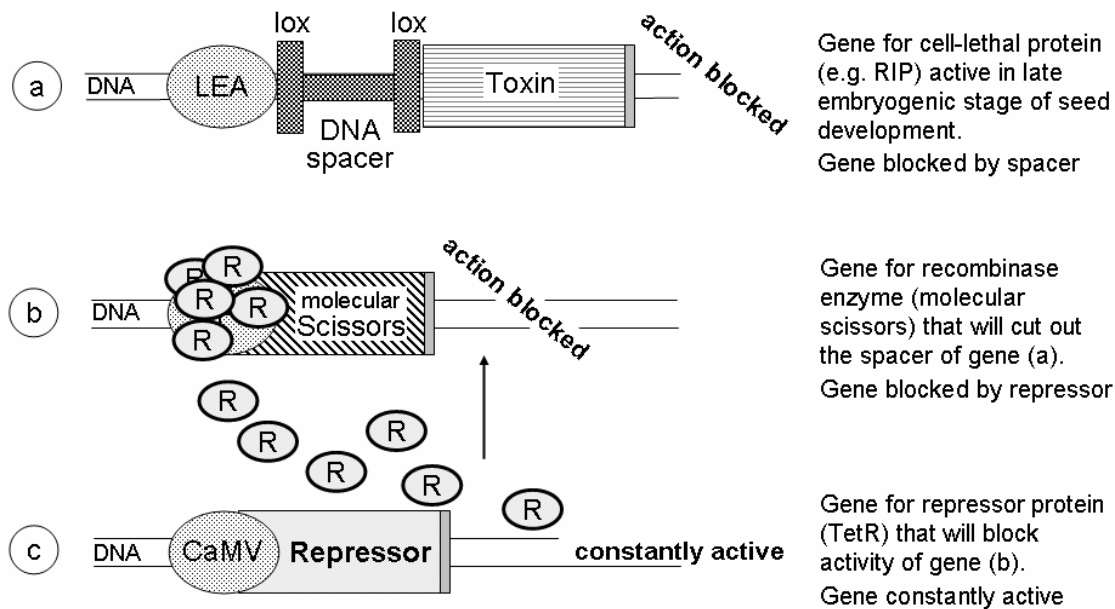 lox
lox
a
DNA
LEA
Toxin
action blocked
DNA
spacer
Gene for cell-lethal protein
(e.g. RIP) active in late
embryogenic stage of seed
development.
Gene blocked by spacer
b
DNA
R
R
R
R
R
molecular
Scissors
action blocked
Gene for recombinase
enzyme (molecular
scissors) that will cut out
the spacer of gene (a).
Gene blocked by repressor
R
R
R
R
R
R
c
DNA
CaMV
Repressor
constantly active
Gene for repressor protein
(TetR) that will block
activity of gene (b).
Gene constantly active